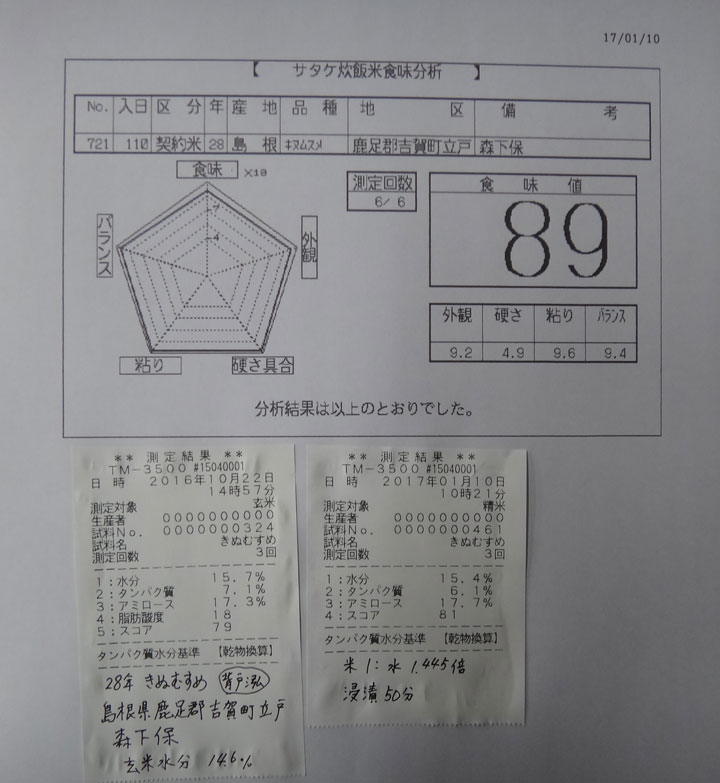 17/01/10
【 サタケ炊飯米食味分析 】
No. 入日 区分 年 産地 品種 地区 備考
721 110 契約米 28 島根 ｷﾇﾑｽﾒ 鹿足郡吉賀町立戸 森下保
食味 ×10
7
4
バランス
外観
粘り
硬さ具合
測定回数
6/ 6
食味値
89
外観 硬さ 粘り ﾊﾞﾗﾝｽ
9.2 4.9 9.6 9.4
分析結果は以上のとおりでした。
** 測定結果 **
TM-3500 #15040001
日 時 2016年10月22日
14時57分
測定対象 玄米
生産者 0000000000
試料No. 0000000324
試料名 きぬむすめ
測定回数 3回
1:水分 15.7%
2:タンパク質 7.1%
3:アミロース 17.3%
4:脂肪酸度 18
5:スコア 79
タンパク質水分基準 【乾物換算】
28年 きぬむすめ
島根県鹿足郡吉賀町立戸
森下保
玄米水分 14.6%
** 測定結果 **
TM-3500 #15040001
日 時 2017年01月10日
10時21分
測定対象 精米
生産者 0000000000
試料No. 0000000461
試料名 きぬむすめ
測定回数 3回
1:水分 15.4%
2:タンパク質 6.1%
3:アミロース 17.7%
4:スコア 81
タンパク質水分基準 【乾物換算】
米1:水 1.445倍
浸漬50分